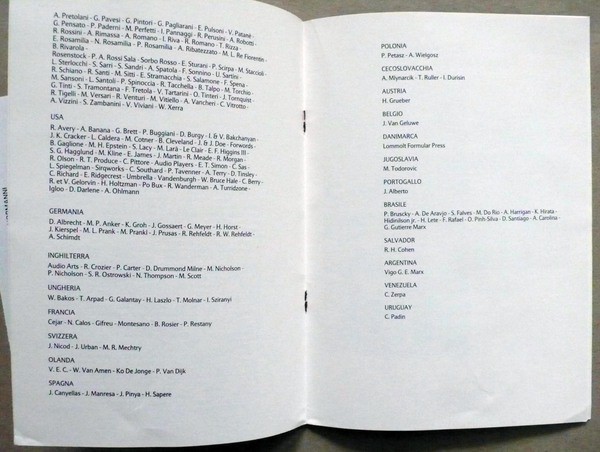 A. Pretolani - G. Pavesi - G. Pintori - G. Pagliarani - E. Pulsoni - V. Patane -
G. Pensato - P. Paderni - M. Perfetti - I. Pannaggi - R. Perrusini - A. Robotti -
R. Rossini - A. Rimassa - A. Romano - I. Riva - R. Romano - T. Rizza -
E. Rosamilia - N. Rosamilia - P. Rosamilia - A. Ribatezzato - M. L. Re Fiorentin -
B. Rivarola -
Rosenstock - P. A. Rossi Sala - Sorbo Rosso - E. Sturani - P. Scirpa - M. Staccioli -
L. Sterlocchi - S. Sarri - S. Sandri - A. Spatola - F. Sonnino - U. Sartini -
R. Schiano - R. Santi - M. Sitti - E. Stramacchia - S. Salamone - F. Spena -
M. Sansoni - L. Santoli - P. Spinoccia - R. Tacchella - B. Talpo - M. Torchio -
G. Tinti - S. Tramontana - F. Tretola - V. Tartarini - O. Tinteri - J. Tornquist -
R. Tigelli - M. Versari - R. Venturi - M. Vitiello - A. Vancheri - C. Vitrotto -
A. Vizzini - S. Zambanini - V. Viviani - W. Xerra
USA
R. Avery - A. Banana - G. Brett - P. Buggiani - D. Burgy - I. & V. Bakchanyan -
J. K. Cracker - L. Caldera - M. Cotner - B. Cleveland - J. & J. Doe - Forwords -
B. Gaglione - M. H. Epstein - S. Lacy - M. Larà - Le Clair - E. F. Higgins III -
S. G. Hagglund - M. Kline - E. James - J. Martin - R. Meade - R. Morgan -
R. Olson - R. T. Produce - C. Pittore - Audio Players - E. T. Simon - C. Sas -
L. Spiegelman - Sirqworks - C. Southard - P. Tavenner - A. Terry - D. Tinsley -
C. Richard - E. Ridgecrest - Umbrella - Vandenburgh - W. Bruce Hale - C. Berry -
R. et V. Gelorvin - H. Holtzman - Po Bux - R. Wanderman - A. Turridzone -
Igloo - D. Darlene - A. Ohlmann
GERMANIA
D. Albrecht - M. P. Anker - K. Groh - J. Gossaert - G. Meyer - H. Horst -
J. Kierspel - M. L. Prank - M. Prankl - J. Prusas - R. Rehfeldt - R. W. Rehfeldt -
A. Schimdt
INGHILTERRA
Audio Arts - R. Crozier - P. Carter - D. Drummond Milne - M. Nicholson -
P. Nicholson - S. R. Ostrowski - N. Thompson - M. Scott
UNGHERIA
W. Bakos - T. Arpad - G. Galantay - H. Laszlo - T. Molnar - I. Sziranyi
FRANCIA
Cejar - N. Calos - Gifreu - Montesano - B. Rosier - P. Restany
SVIZZERA
J. Nicod - J. Urban - M. R. Mechtry
OLANDA
V. E. C. - W. Van Amen - Ko De Jonge - P. Van Dijk
SPAGNA
J. Canyellas - J. Manresa - J. Pinya - H. Sapere
POLONIA
P. Petasz - A. Wielgosz
CECOSLOVACCHIA
A. Mlynarcik - T. Ruller - I. Durisin
AUSTRIA
H. Grueber
BELGIO
J. Van Geluwe
DANIMARCA
Lommolt Formular Press
JUGOSLAVIA
M. Todorovic
PORTOGALLO
J. Alberto
BRASILE
P. Bruscky - A. De Aravjo - S. Falves - M. Do Rio - A. Harrigan - K. Hirata -
Hidinilson jr. - H. Lete - F. Rafael - O. Pinh Silva - D. Santiago - A. Carolina -
G. Gutierre Marx
SALVADOR
R. H. Cohen
ARGENTINA
Vigo G. E. Marx
VENEZUELA
C. Zerpa
URUGUAY
C. Padin